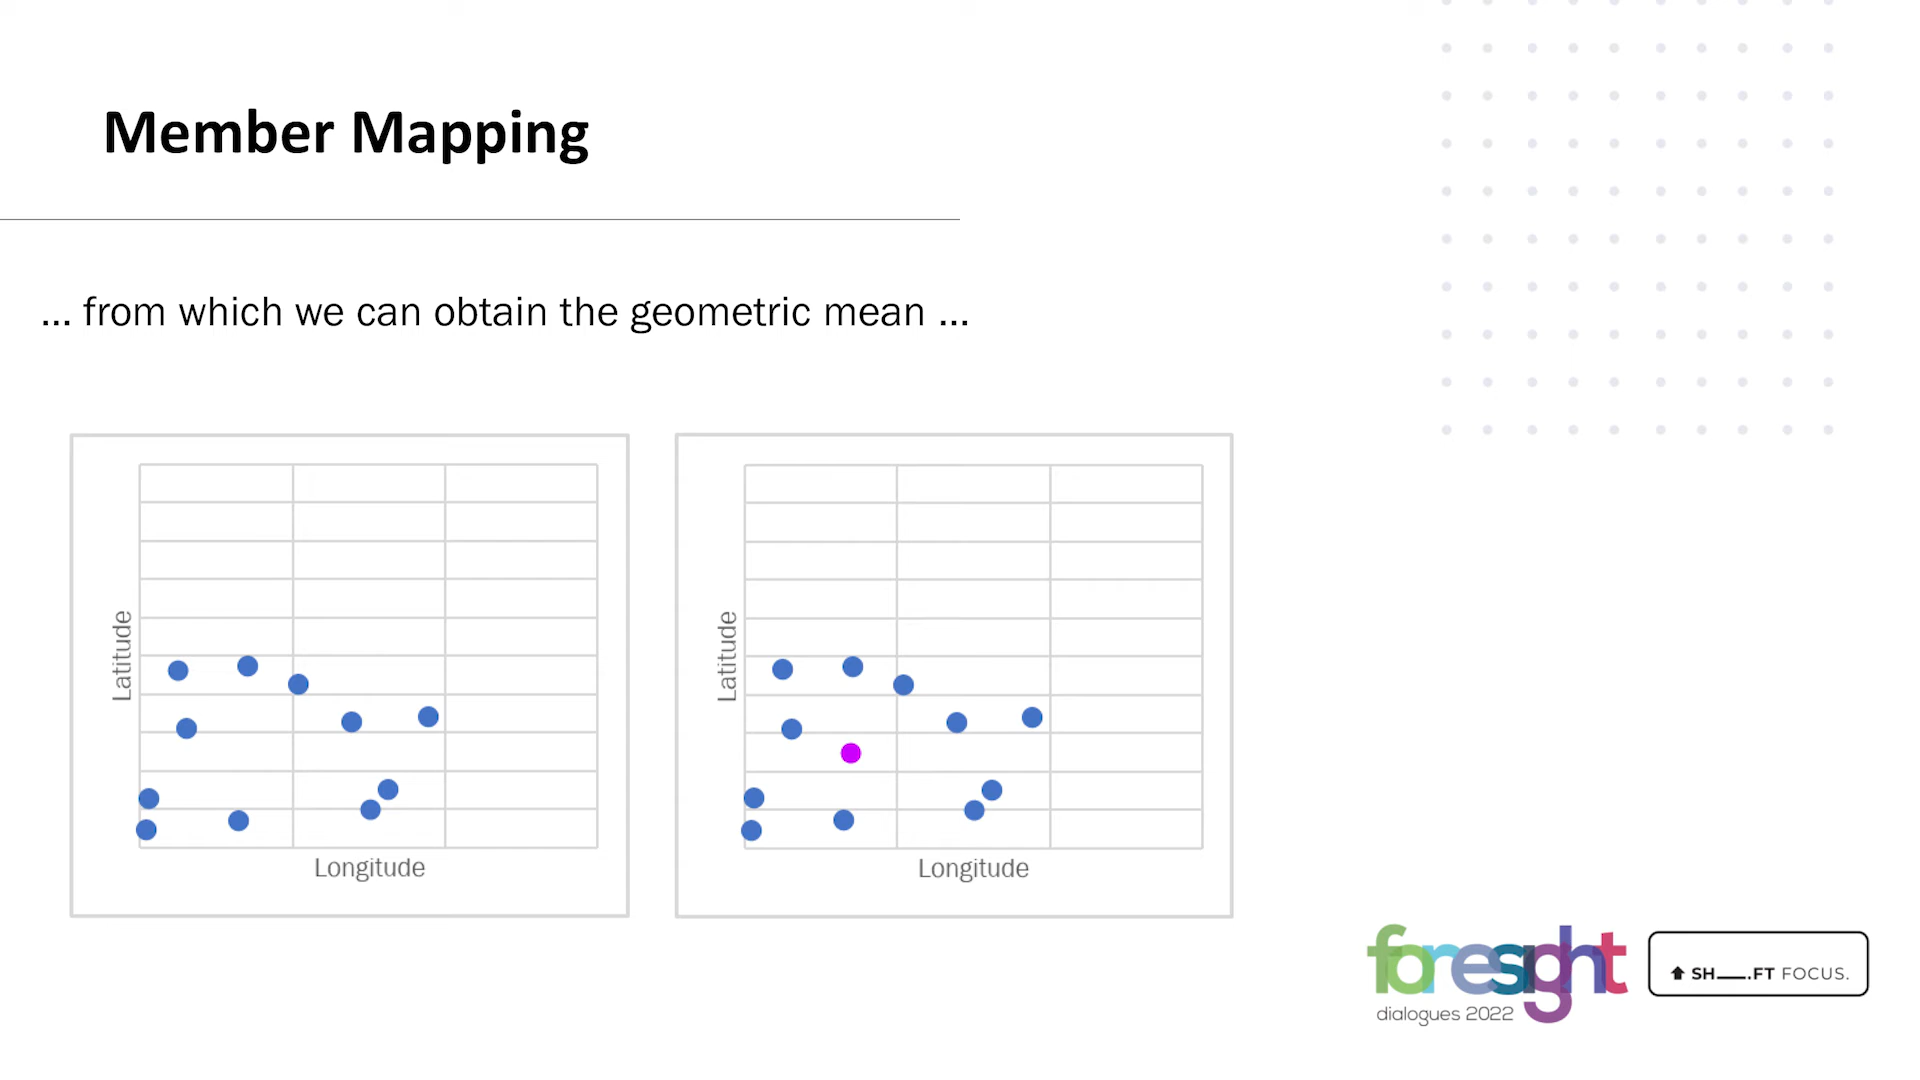 Member Mapping
... from which we can obtain the geometric mean ...
Latitude
Longitude
Latitude
Longitude
foresight
dialogues 2022
SH__.FT FOCUS.